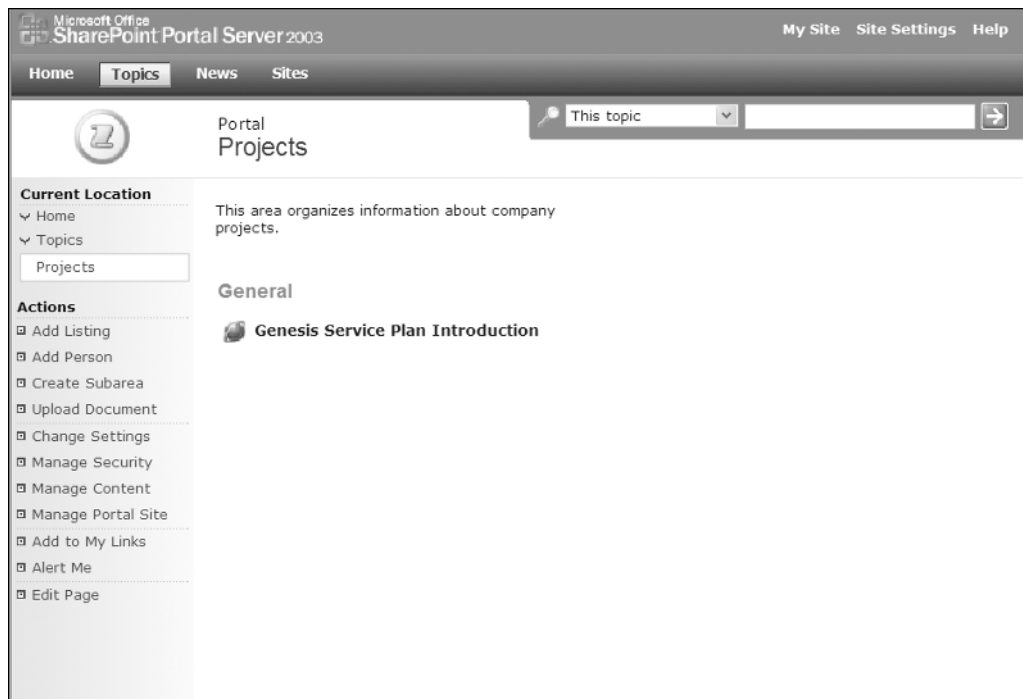 Microsoft Office
SharePoint Portal Server 2003
My Site Site Settings Help
Home Topics News Sites
This topic
Portal
Projects
Current Location
Home
Topics
Projects
This area organizes information about company
projects.
General
Genesis Service Plan Introduction
Actions
Add Listing
Add Person
Create Subarea
Upload Document
Change Settings
Manage Security
Manage Content
Manage Portal Site
Add to My Links
Alert Me
Edit Page